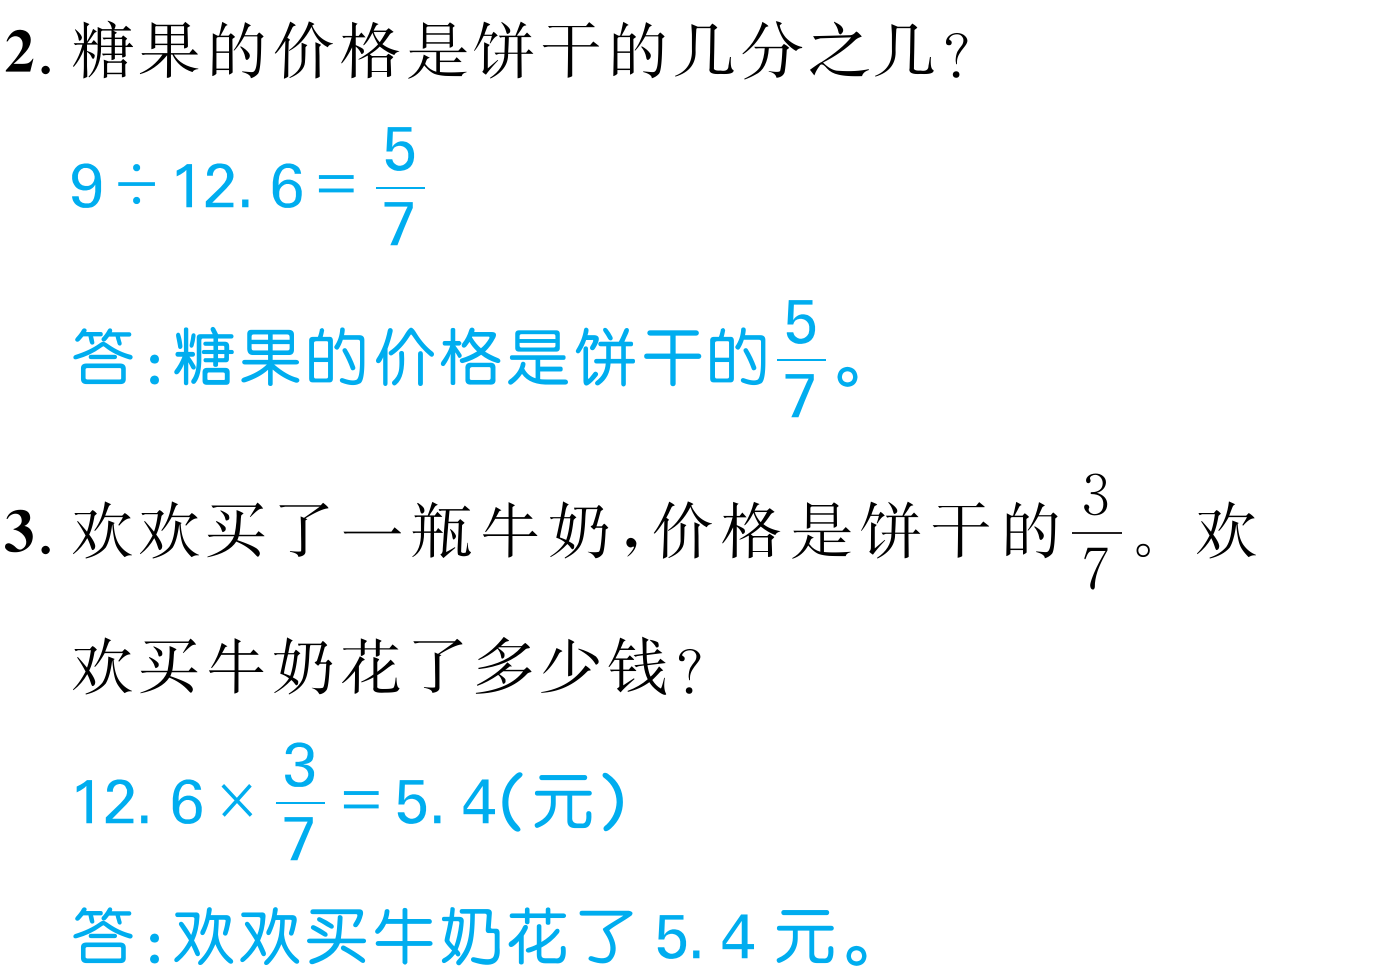 2. 糖果的价格是饼干的几分之几?
9÷12.6=5/7
答:糖果的价格是饼干的5/7。
3. 欢欢买了一瓶牛奶,价格是饼干的3/7。欢
欢买牛奶花了多少钱?
12.6×3/7=5.4(元)
答:欢欢买牛奶花了5.4元。